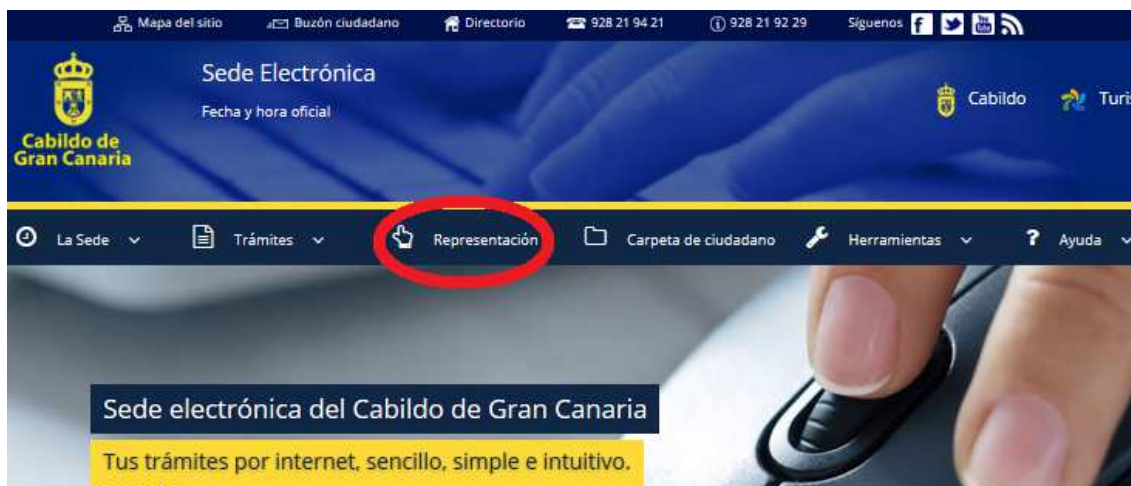 Mapa del sitio Buzón ciudadano Directorio 928 21 94 21 928 21 92 29 Síguenos
Sede Electrónica
Fecha y hora oficial
Cabildo
Cabildo de
Gran Canaria
La Sede Trámites Representación Carpeta de ciudadano Herramientas Ayuda
Sede electrónica del Cabildo de Gran Canaria
Tus trámites por internet, sencillo, simple e intuitivo.